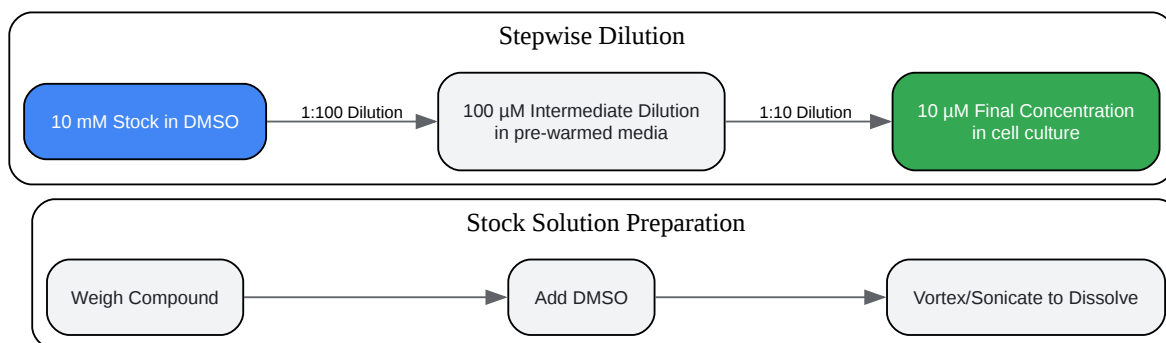 Stepwise Dilution
10 mM Stock in DMSO
1:100 Dilution
100 µM Intermediate Dilution
in pre-warmed media
1:10 Dilution
10 µM Final Concentration
in cell culture
Stock Solution Preparation
Weigh Compound
Add DMSO
Vortex/Sonicate to Dissolve